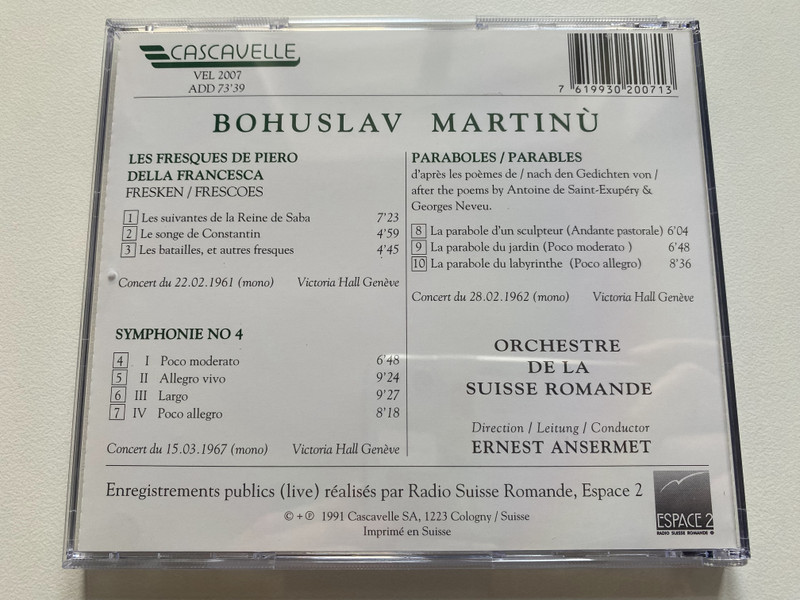 CASCAVELLE
VEL 2007
ADD 73'39
7 619930 200713
BOHUSLAV MARTINÙ
LES FRESQUES DE PIERO
DELLA FRANCESCA
FRESKEN / FRESCOES
1 Les suivantes de la Reine de Saba 7'23
2 Le songe de Constantin 4'59
3 Les batailles, et autres fresques 4'45
Concert du 22.02.1961 (mono) Victoria Hall Genève
SYMPHONIE NO 4
4 I Poco moderato 6'48
5 II Allegro vivo 9'24
6 III Largo 9'27
7 IV Poco allegro 8'18
Concert du 15.03.1967 (mono) Victoria Hall Genève
PARABOLES / PARABLES
d'après les poèmes de / nach den Gedichten von /
after the poems by Antoine de Saint-Exupéry &
Georges Neveu.
8 La parabole d'un sculpteur (Andante pastorale) 6'04
9 La parabole du jardin (Poco moderato ) 6'48
10 La parabole du labyrinthe (Poco allegro) 8'36
Concert du 28.02.1962 (mono) Victoria Hall Genève
ORCHESTRE
DE LA
SUISSE ROMANDE
Direction / Leitung / Conductor
ERNEST ANSERMET
Enregistrements publics (live) réalisés par Radio Suisse Romande, Espace 2
© + ℗ 1991 Cascavelle SA, 1223 Cologny / Suisse
Imprimé en Suisse
ESPACE 2
RADIO SUISSE ROMANDE